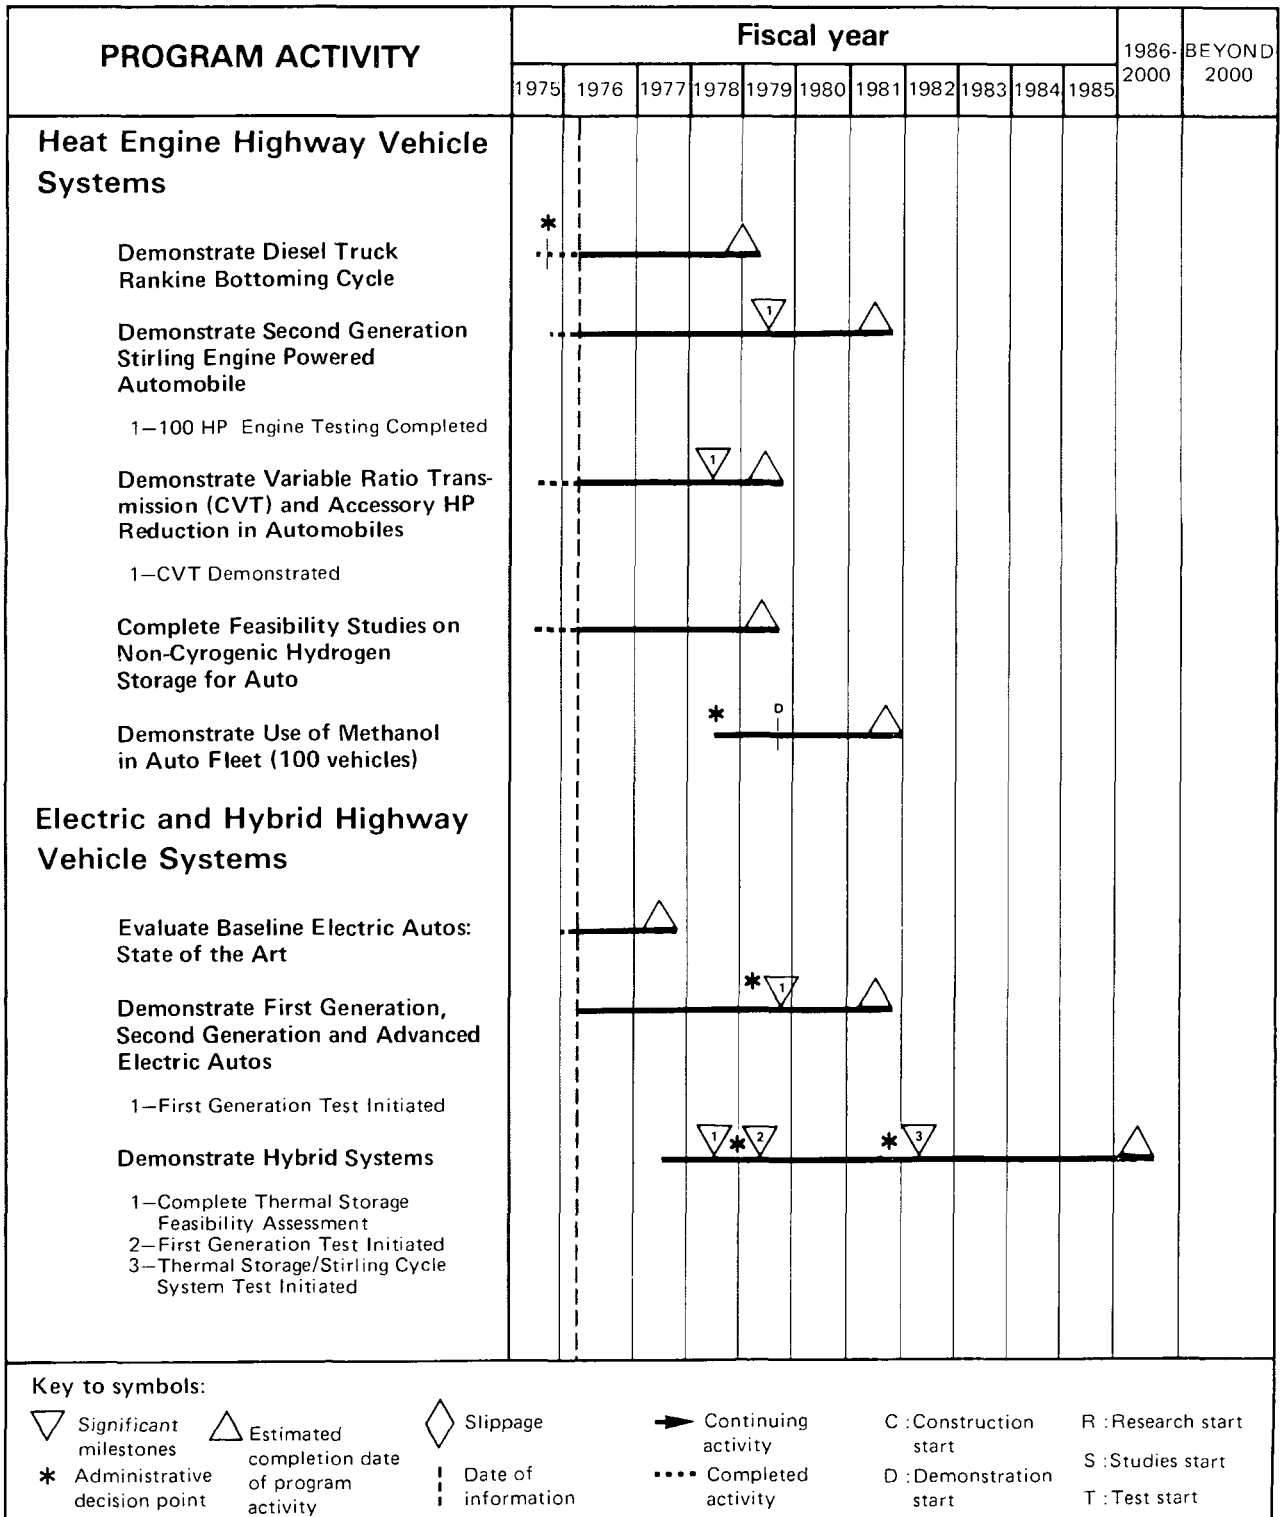 PROGRAM ACTIVITY
Fiscal year
1986-
2000
BEYOND
2000
1975 1976 1977 1978 1979 1980 1981 1982 1983 1984 1985
Heat Engine Highway Vehicle
Systems
*
Demonstrate Diesel Truck
Rankine Bottoming Cycle
1
Demonstrate Second Generation
Stirling Engine Powered
Automobile
1—100 HP Engine Testing Completed
1
Demonstrate Variable Ratio Trans-
mission (CVT) and Accessory HP
Reduction in Automobiles
1—CVT Demonstrated
Complete Feasibility Studies on
Non-Cyrogenic Hydrogen
Storage for Auto
* D
Demonstrate Use of Methanol
in Auto Fleet (100 vehicles)
Electric and Hybrid Highway
Vehicle Systems
Evaluate Baseline Electric Autos:
State of the Art
* 1
Demonstrate First Generation,
Second Generation and Advanced
Electric Autos
1—First Generation Test Initiated
1 * 2 * 3
Demonstrate Hybrid Systems
1—Complete Thermal Storage
Feasibility Assessment
2—First Generation Test Initiated
3—Thermal Storage/Stirling Cycle
System Test Initiated
Key to symbols:
Significant
milestones
* Administrative
decision point
Estimated
completion date
of program
activity
Slippage
Date of
information
Continuing
activity
Completed
activity
C :Construction
start
D :Demonstration
start
R :Research start
S :Studies start
T :Test start